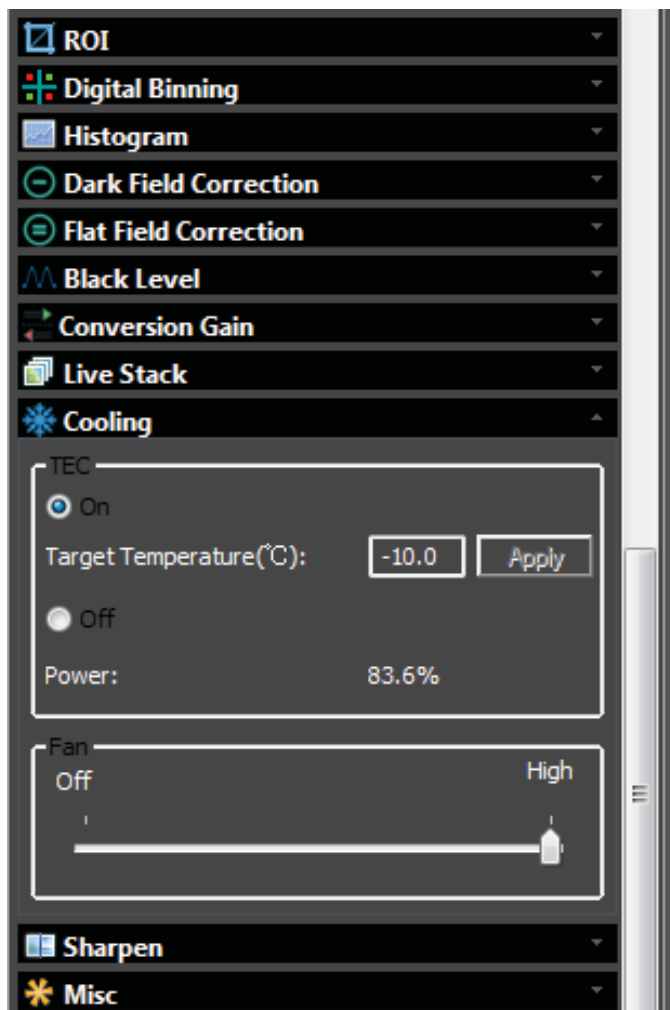 ROI
Digital Binning
Histogram
Dark Field Correction
Flat Field Correction
Black Level
Conversion Gain
Live Stack
Cooling
TEC
On
Target Temperature(℃): -10.0 Apply
Off
Power: 83.6%
Fan
Off High
Sharpen
Misc